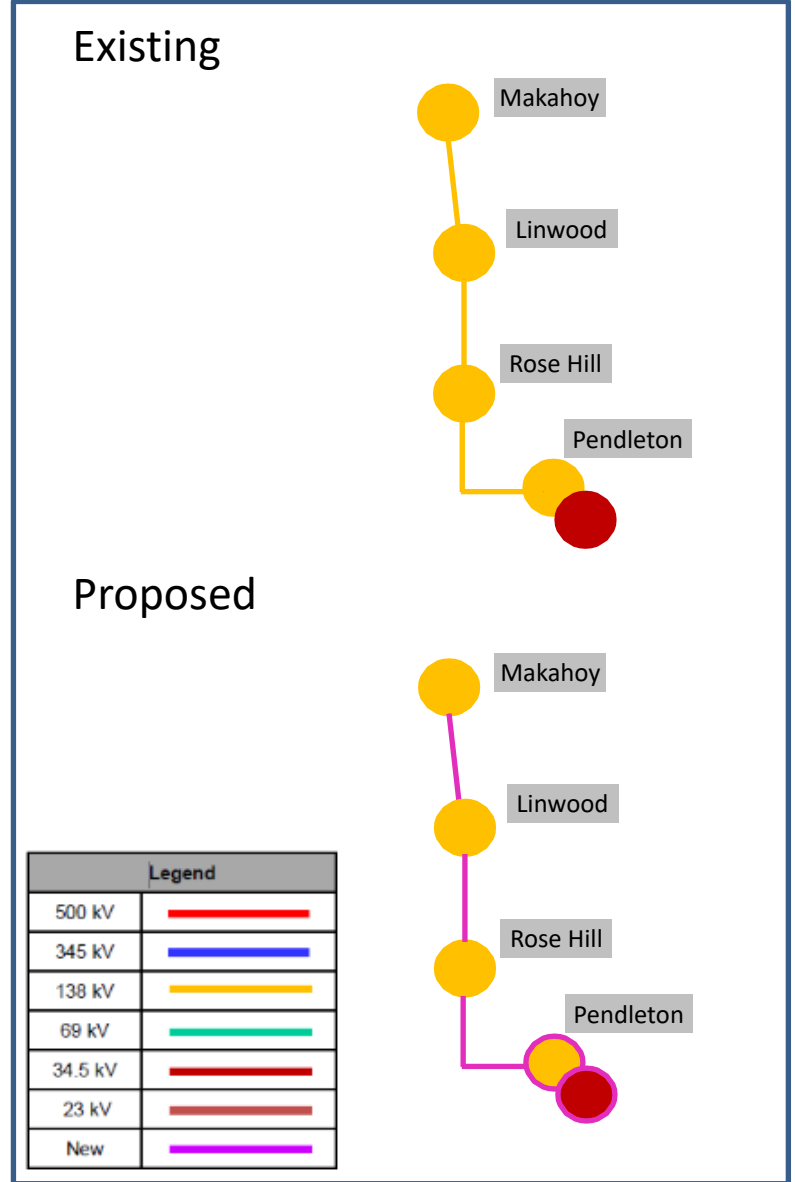 Existing
Makahoy
Linwood
Rose Hill
Pendleton
Proposed
Makahoy
Linwood
Rose Hill
Pendleton
Legend
500 kV
345 kV
138 kV
69 kV
34.5 kV
23 kV
New